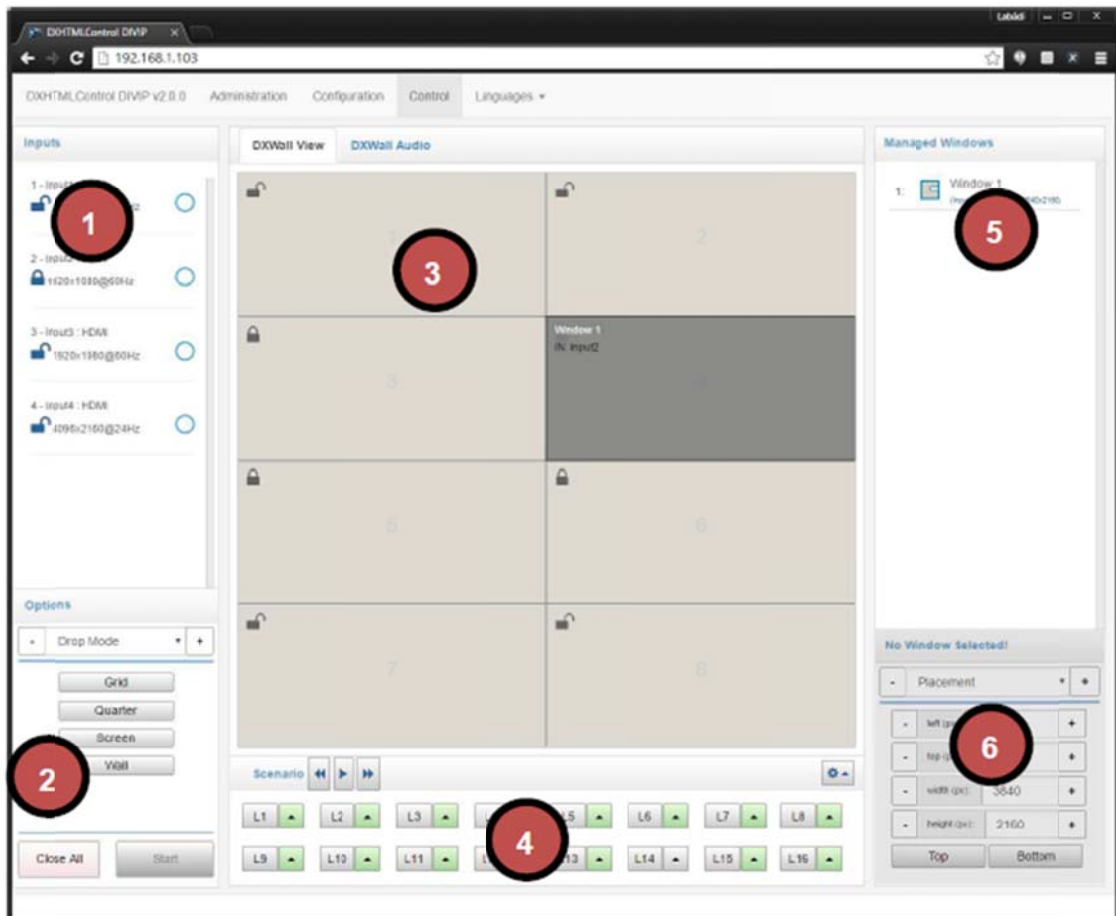 Labidi
DXHTMLControl DIVIP
192.168.1.103
DXHTMLControl DIVIP v2.0.0 Administration Configuration Control Linguages
Inputs
1 - Input
2 - Input2
1920x1080@60Hz
3 - Input3 : HDMI
1920x1080@60Hz
4 - Input4 : HDMI
4096x2160@24Hz
1
Options
- Drop Mode +
Grid
Quarter
Screen
Wall
2
Close All Start
DXWall View DXWall Audio
1 2
3
3 Window 1
IN: Input2
4
5 6
7 8
Scenario
L1 L2 L3 L5 L6 L7 L8
L9 L10 L11 L13 L14 L15 L16
4
Managed Windows
1: Window 1
5
No Window Selected!
- Placement +
- left (px) +
- top (px) +
- width (px): 3840 +
- height (px): 2160 +
6
Top Bottom